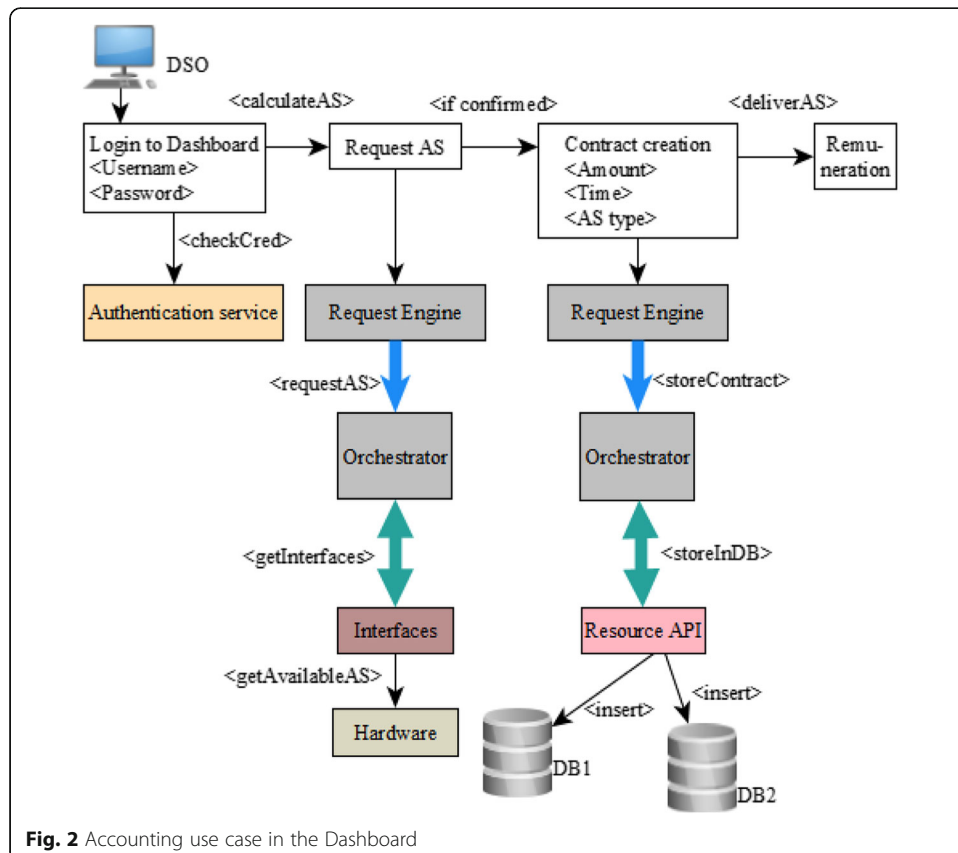 DSO
<calculateAS>
<if confirmed>
<deliverAS>
Login to Dashboard
<Username>
<Password>
Request AS
Contract creation
<Amount>
<Time>
<AS type>
Remu-
neration
<checkCred>
Authentication service
Request Engine
Request Engine
<requestAS>
<storeContract>
Orchestrator
Orchestrator
<getInterfaces>
<storeInDB>
Interfaces
Resource API
<getAvailableAS>
<insert>
<insert>
Hardware
DB1
DB2
Fig. 2 Accounting use case in the Dashboard